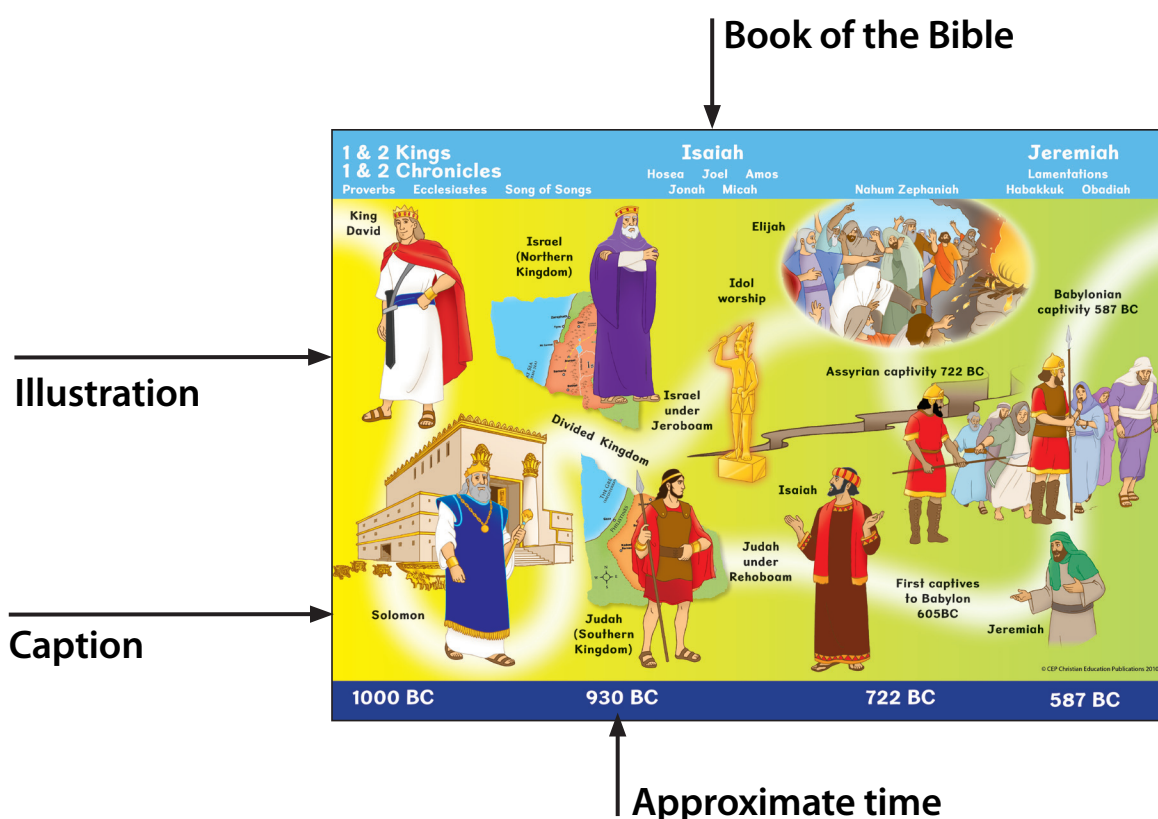 Book of the Bible
1 & 2 Kings
1 & 2 Chronicles
Proverbs Ecclesiastes Song of Songs
Isaiah
Hosea Joel Amos
Jonah Micah
Nahum Zephaniah
Jeremiah
Lamentations
Habakkuk Obadiah
King
David
Israel
(Northern
Kingdom)
Elijah
Idol
worship
Babylonian
captivity 587 BC
Illustration
Assyrian captivity 722 BC
Israel
under
Jeroboam
Divided Kingdom
Isaiah
Judah
under
Rehoboam
First captives
to Babylon
605BC
Caption
Solomon
Judah
(Southern
Kingdom)
Jeremiah
© CEP Christian Education Publications 2010
1000 BC
930 BC
722 BC
587 BC
Approximate time